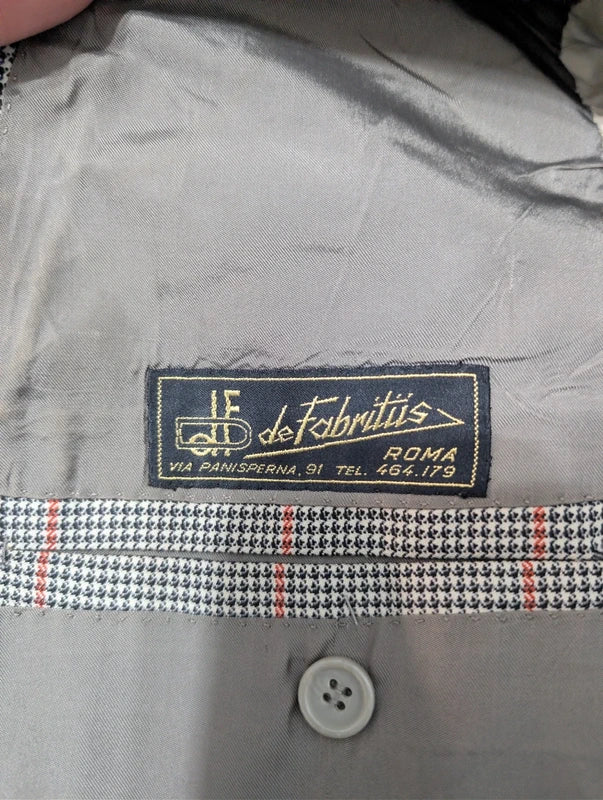 de Fabritiis
ROMA
VIA PANISPERNA, 91 TEL. 464.179